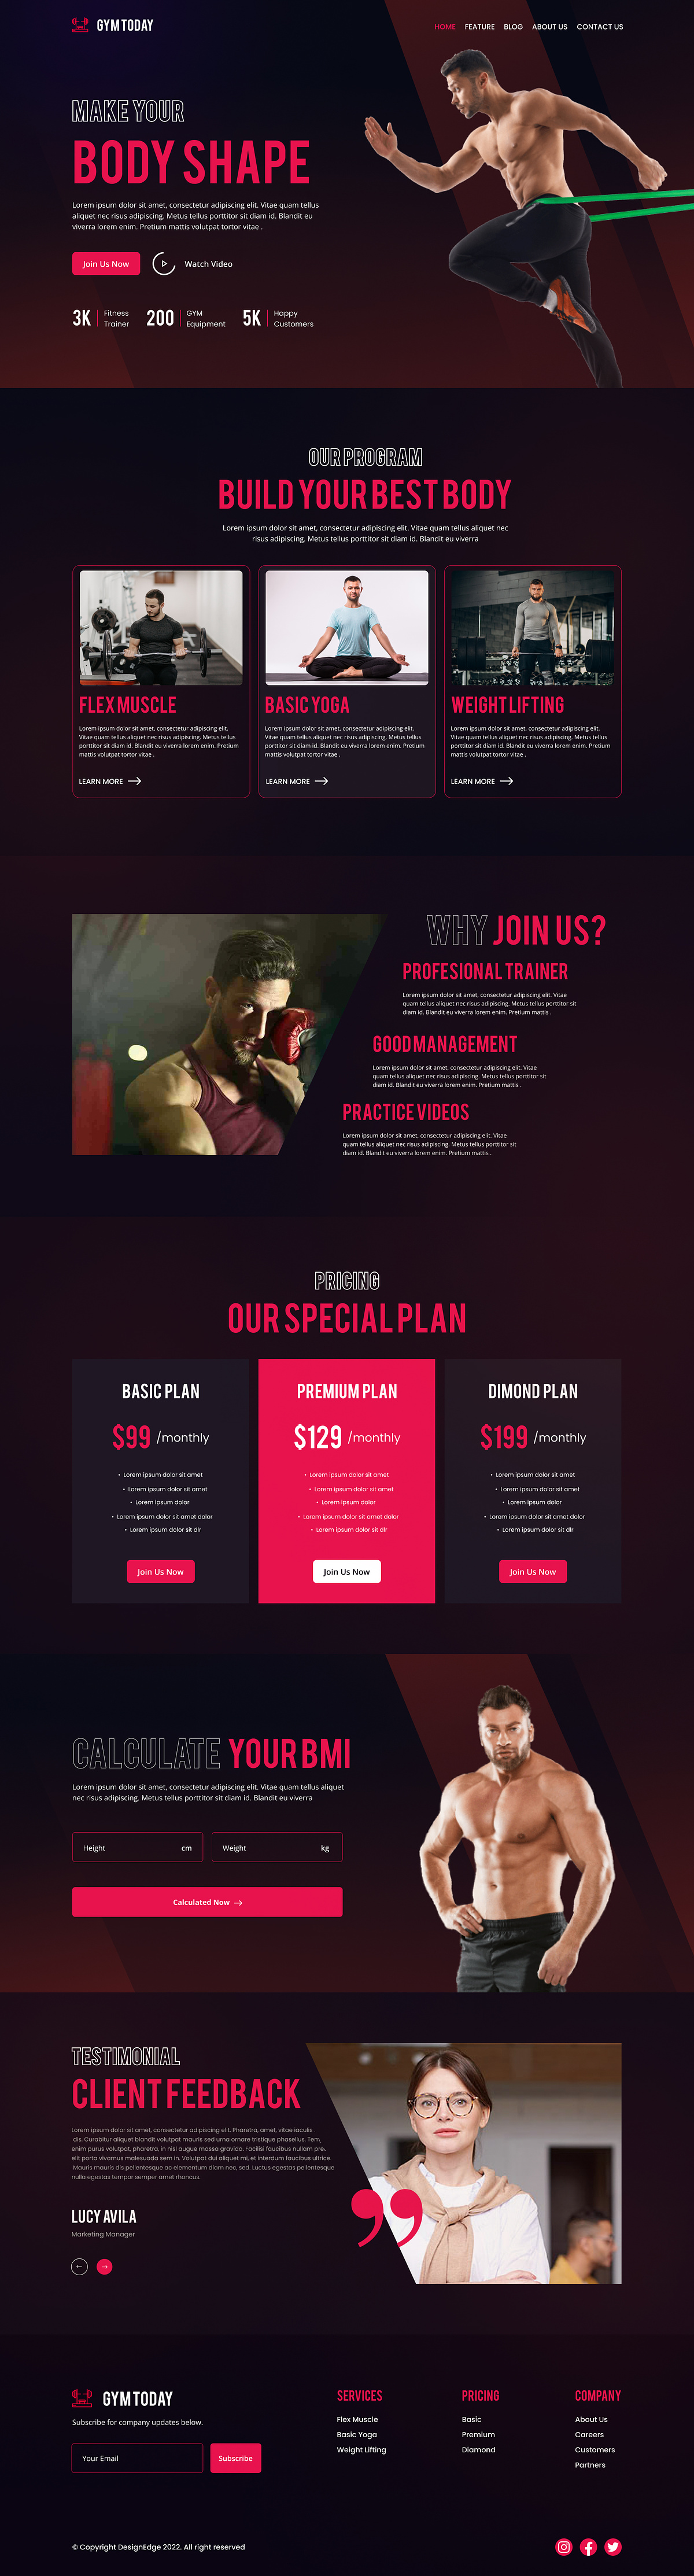 GYM TODAY
HOME FEATURE BLOG ABOUT US CONTACT US
MAKE YOUR
BODY SHAPE
Lorem ipsum dolor sit amet, consectetur adipiscing elit. Vitae quam tellus
aliquet nec risus adipiscing. Metus tellus porttitor sit diam id. Blandit eu
viverra lorem enim. Pretium mattis volutpat tortor vitae .
Join Us Now Watch Video
3K Fitness Trainer 200 GYM Equipment 5K Happy Customers
OUR PROGRAM
BUILD YOUR BEST BODY
Lorem ipsum dolor sit amet, consectetur adipiscing elit. Vitae quam tellus aliquet nec
risus adipiscing. Metus tellus porttitor sit diam id. Blandit eu viverra
FLEX MUSCLE
Lorem ipsum dolor sit amet, consectetur adipiscing elit.
Vitae quam tellus aliquet nec risus adipiscing. Metus tellus
porttitor sit diam id. Blandit eu viverra lorem enim. Pretium
mattis volutpat tortor vitae .
LEARN MORE
BASIC YOGA
Lorem ipsum dolor sit amet, consectetur adipiscing elit.
Vitae quam tellus aliquet nec risus adipiscing. Metus tellus
porttitor sit diam id. Blandit eu viverra lorem enim. Pretium
mattis volutpat tortor vitae .
LEARN MORE
WEIGHT LIFTING
Lorem ipsum dolor sit amet, consectetur adipiscing elit.
Vitae quam tellus aliquet nec risus adipiscing. Metus tellus
porttitor sit diam id. Blandit eu viverra lorem enim. Pretium
mattis volutpat tortor vitae .
LEARN MORE
WHY JOIN US?
PROFESIONAL TRAINER
Lorem ipsum dolor sit amet, consectetur adipiscing elit. Vitae
quam tellus aliquet nec risus adipiscing. Metus tellus porttitor sit
diam id. Blandit eu viverra lorem enim. Pretium mattis .
GOOD MANAGEMENT
Lorem ipsum dolor sit amet, consectetur adipiscing elit. Vitae
quam tellus aliquet nec risus adipiscing. Metus tellus porttitor sit
diam id. Blandit eu viverra lorem enim. Pretium mattis .
PRACTICE VIDEOS
Lorem ipsum dolor sit amet, consectetur adipiscing elit. Vitae
quam tellus aliquet nec risus adipiscing. Metus tellus porttitor sit
diam id. Blandit eu viverra lorem enim. Pretium mattis .
PRICING
OUR SPECIAL PLAN
BASIC PLAN
$99 /monthly
• Lorem ipsum dolor sit amet
• Lorem ipsum dolor sit amet
• Lorem ipsum dolor
• Lorem ipsum dolor sit amet dolor
• Lorem ipsum dolor sit dlr
Join Us Now
PREMIUM PLAN
$129 /monthly
• Lorem ipsum dolor sit amet
• Lorem ipsum dolor sit amet
• Lorem ipsum dolor
• Lorem ipsum dolor sit amet dolor
• Lorem ipsum dolor sit dlr
Join Us Now
DIMOND PLAN
$199 /monthly
• Lorem ipsum dolor sit amet
• Lorem ipsum dolor sit amet
• Lorem ipsum dolor
• Lorem ipsum dolor sit amet dolor
• Lorem ipsum dolor sit dlr
Join Us Now
CALCULATE YOUR BMI
Lorem ipsum dolor sit amet, consectetur adipiscing elit. Vitae quam tellus aliquet
nec risus adipiscing. Metus tellus porttitor sit diam id. Blandit eu viverra
Height cm Weight kg
Calculated Now
TESTIMONIAL
CLIENT FEEDBACK
Lorem ipsum dolor sit amet, consectetur adipiscing elit. Pharetra, amet, vitae iaculis
dis. Curabitur aliquet blandit volutpat mauris sed urna ornare tristique phasellus.
enim purus volutpat, pharetra, in nisl augue massa gravida. Facilisi faucibus nullam
elit porta vivamus malesuada sem in. Volutpat dui aliquet mi, et interdum faucibus ultrice
Mauris mauris dis pellentesque ac elementum diam nec, sed. Luctus egestas pellentesque
nulla egestas tempor semper amet rhoncus.
LUCY AVILA
Marketing Manager
GYM TODAY
Subscribe for company updates below.
Your Email Subscribe
SERVICES
Flex Muscle
Basic Yoga
Weight Lifting
PRICING
Basic
Premium
Diamond
COMPANY
About Us
Careers
Customers
Partners
© Copyright DesignEdge 2022. All right reserved